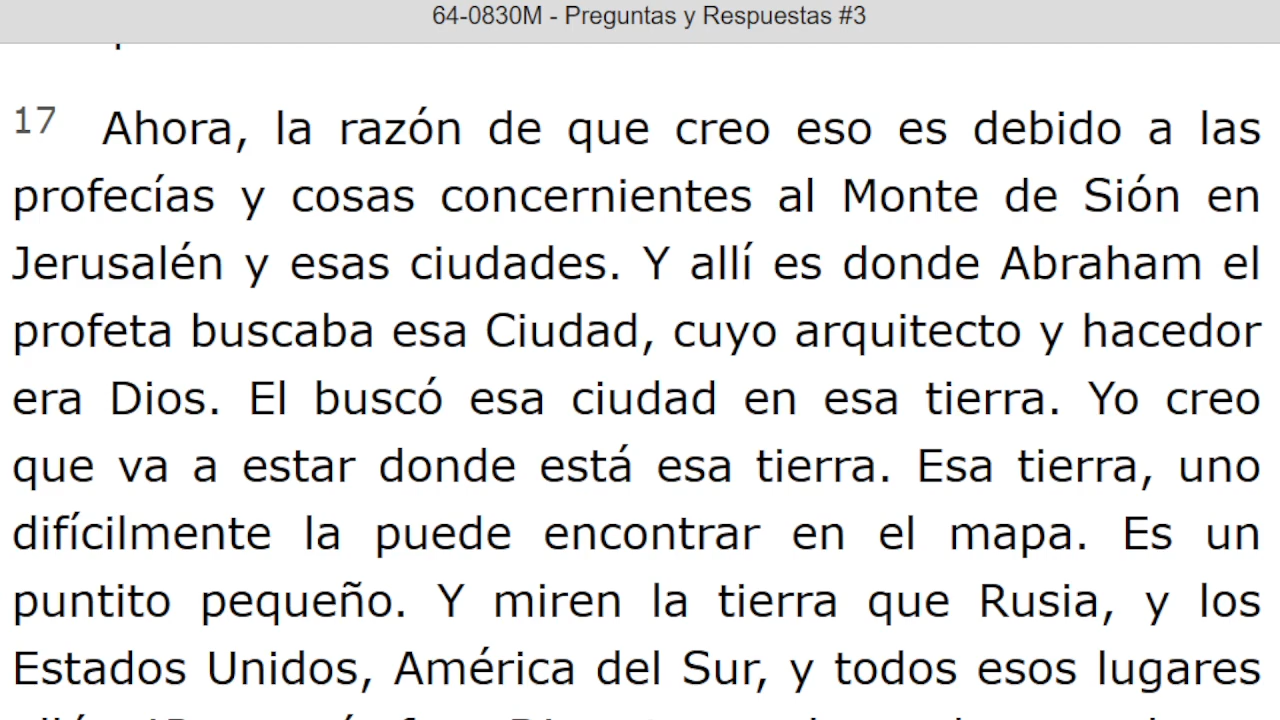 64-0830M - Preguntas y Respuestas #3
17 Ahora, la razón de que creo eso es debido a las
profecías y cosas concernientes al Monte de Sión en
Jerusalén y esas ciudades. Y allí es donde Abraham el
profeta buscaba esa Ciudad, cuyo arquitecto y hacedor
era Dios. El buscó esa ciudad en esa tierra. Yo creo
que va a estar donde está esa tierra. Esa tierra, uno
difícilmente la puede encontrar en el mapa. Es un
puntito pequeño. Y miren la tierra que Rusia, y los
Estados Unidos, América del Sur, y todos esos lugares